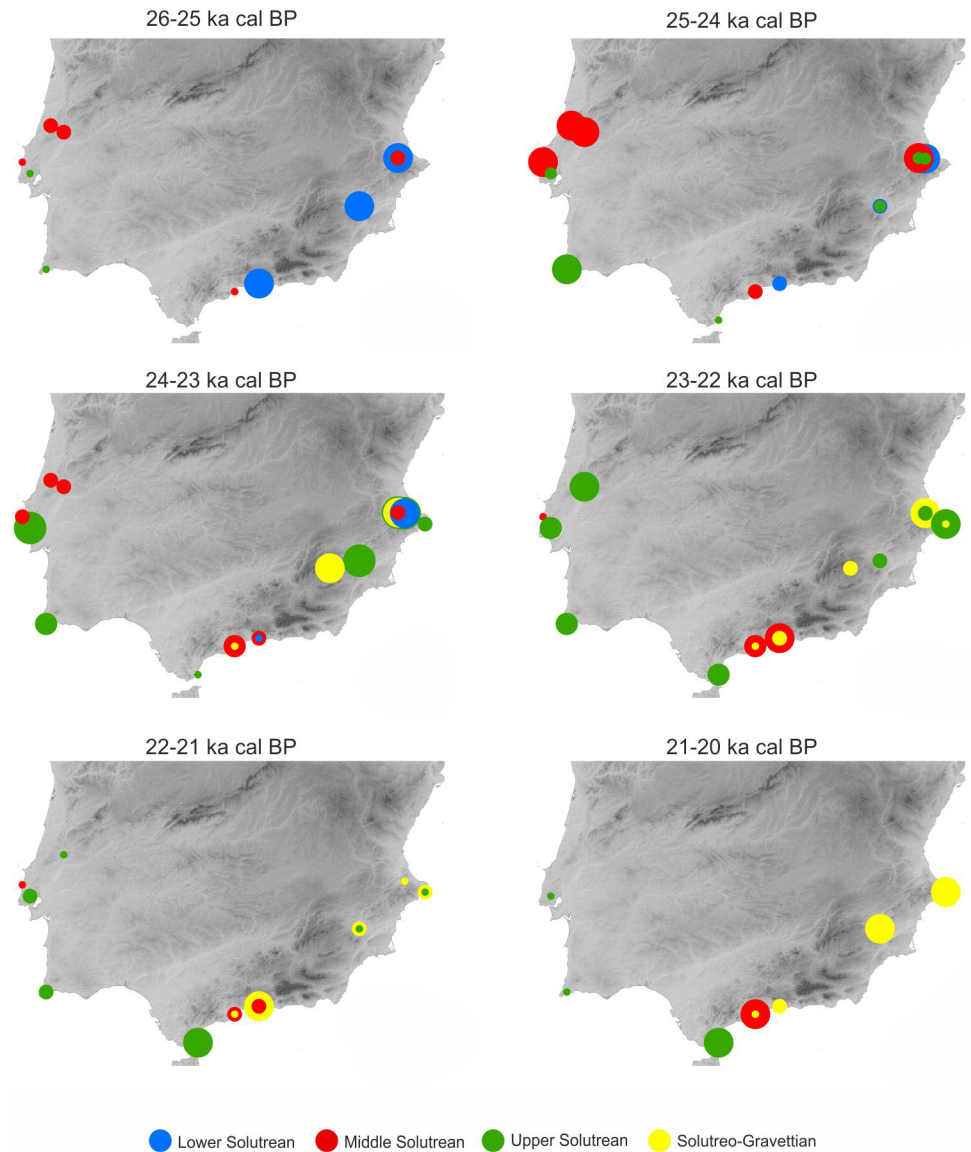 26-25 ka cal BP
25-24 ka cal BP
24-23 ka cal BP
23-22 ka cal BP
22-21 ka cal BP
21-20 ka cal BP
Lower Solutrean
Middle Solutrean
Upper Solutrean
Solutreo-Gravettian